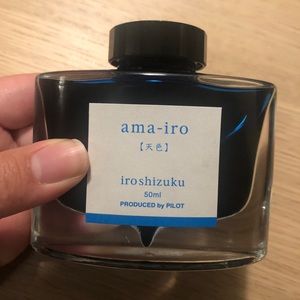 ama-iro
【天色】
iroshizuku
50ml
PRODUCED by PILOT